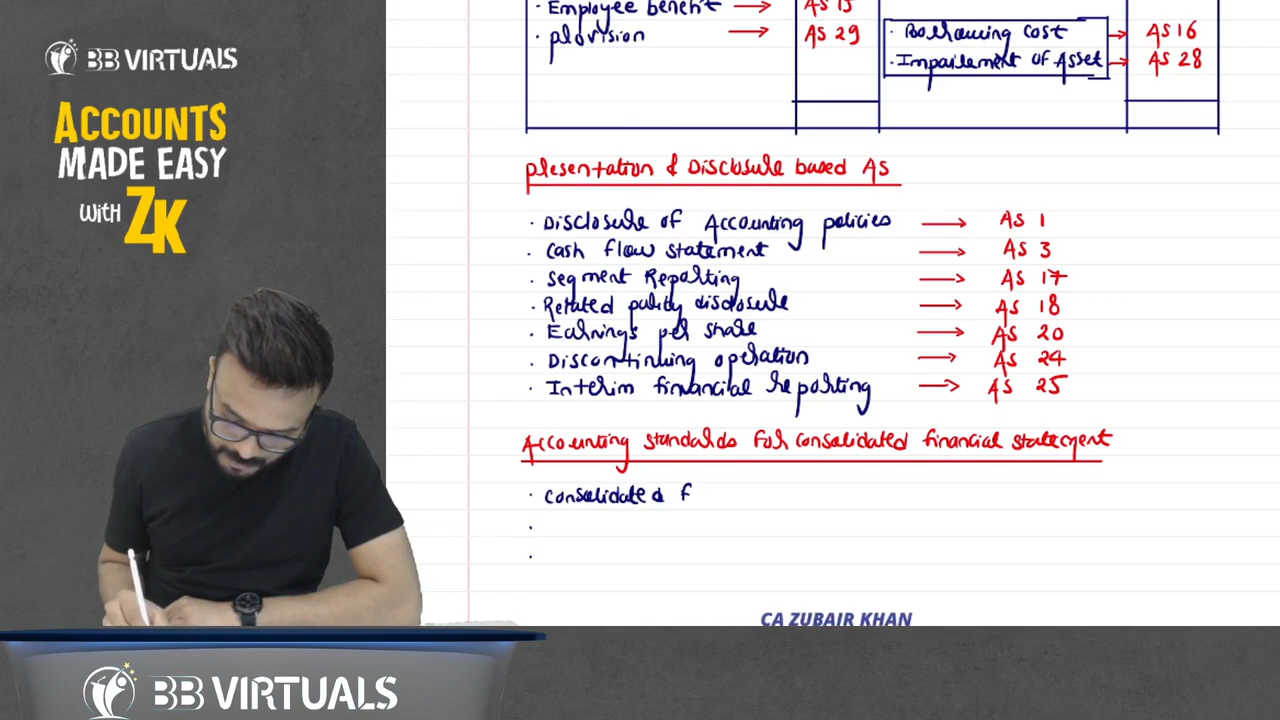 BB VIRTUALS
ACCOUNTS
MADE EASY
WITH ZK
· Employee benefit → AS 15
· provision → AS 29
· Borrowing cost → AS 16
· Impairement of Asset → AS 28
presentation & Disclosure based AS
· Disclosure of Accounting policies → AS 1
· cash flow statement → AS 3
· segment Reporting → AS 17
· Related party disclosure → AS 18
· Earnings per share → AS 20
· Discontinuing operation → AS 24
· Interim financial reporting → AS 25
Accounting standards for consolidated financial statement
· consolidated f
·
·
CA ZUBAIR KHAN
BB VIRTUALS